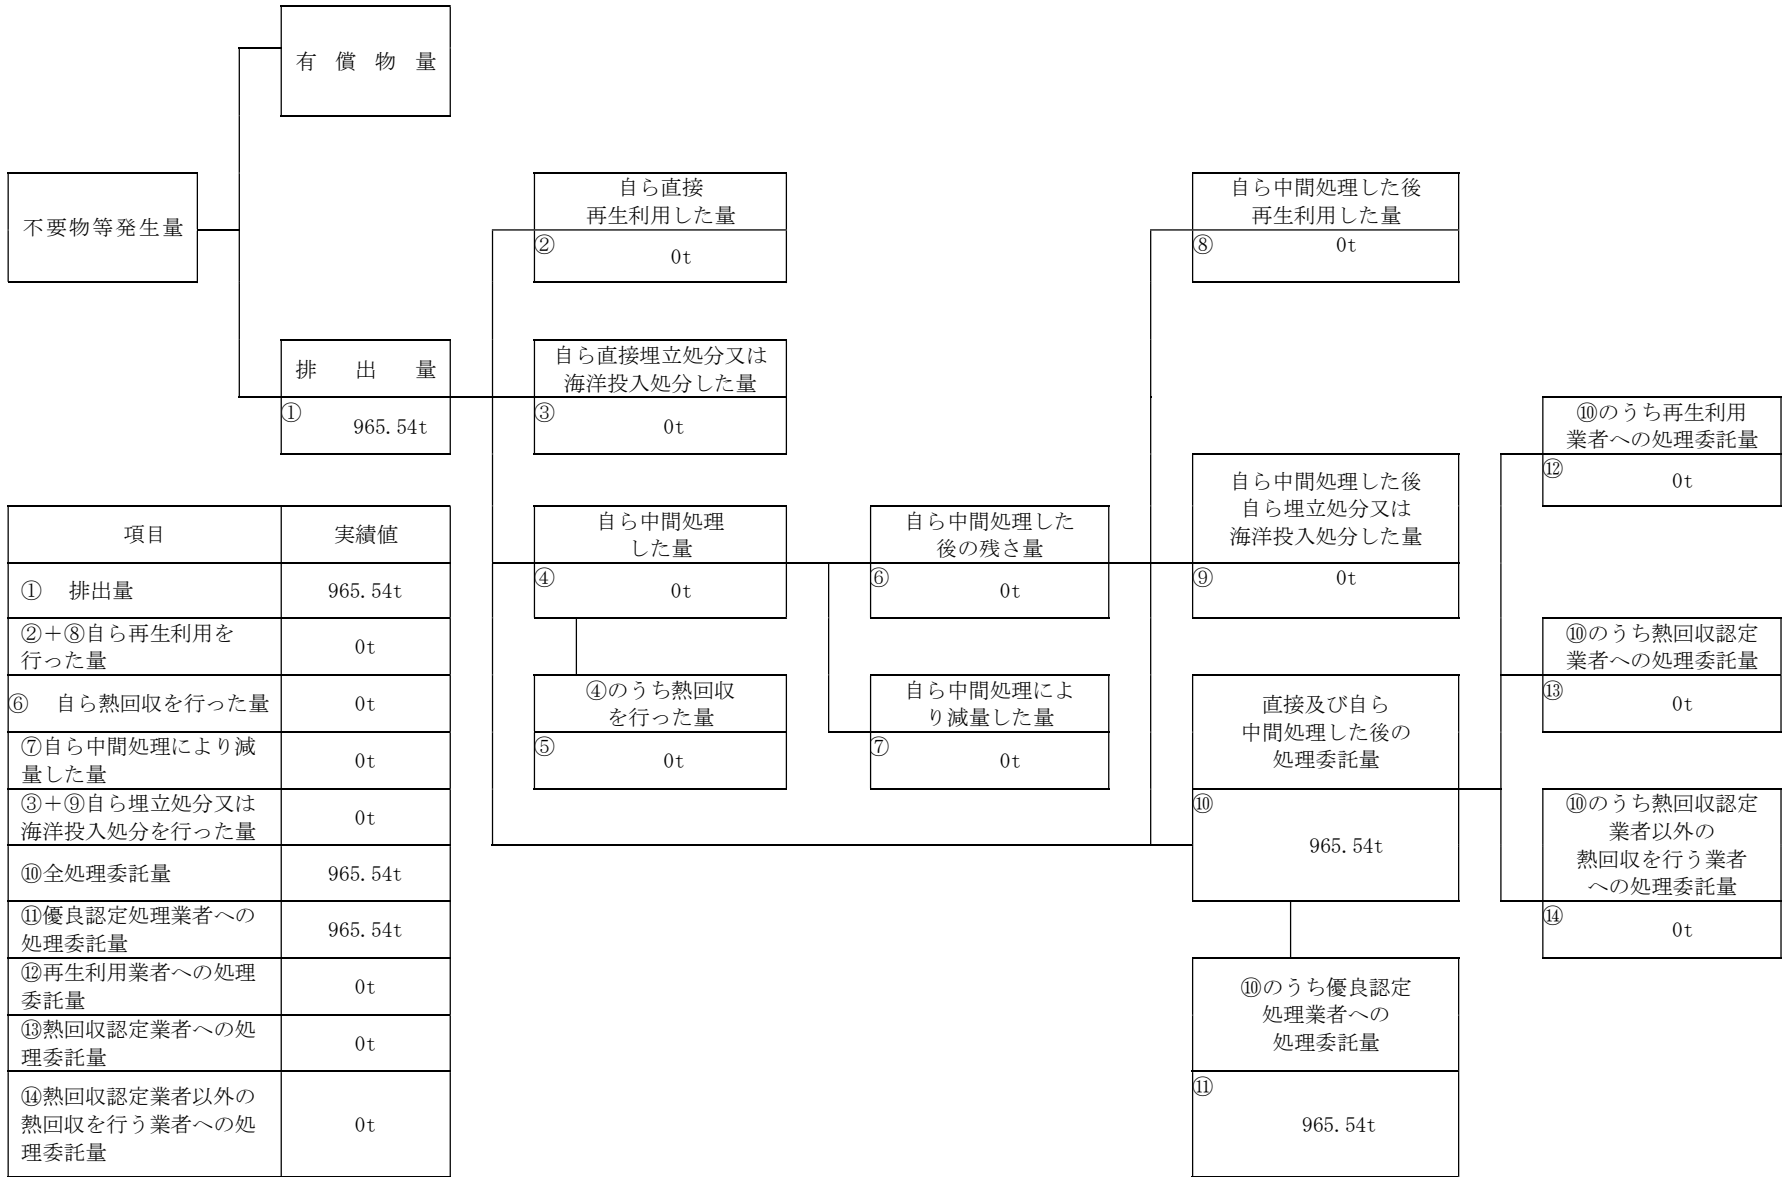 有償物量
不要物等発生量
自ら直接
再生利用した量
② 0t
自ら中間処理した後
再生利用した量
⑧ 0t
排出量
① 965.54t
自ら直接埋立処分又は
海洋投入処分した量
③ 0t
⑩のうち再生利用
業者への処理委託量
⑫ 0t
自ら中間処理
した量
④ 0t
自ら中間処理した
後の残さ量
⑥ 0t
自ら中間処理した後
自ら埋立処分又は
海洋投入処分した量
⑨ 0t
⑩のうち熱回収認定
業者への処理委託量
⑬ 0t
④のうち熱回収
を行った量
⑤ 0t
自ら中間処理によ
り減量した量
⑦ 0t
直接及び自ら
中間処理した後の
処理委託量
⑩
965.54t
⑩のうち熱回収認定
業者以外の
熱回収を行う業者
への処理委託量
⑭ 0t
⑩のうち優良認定
処理業者への
処理委託量
⑪
965.54t
項目 実績値
① 排出量 965.54t
②+⑧自ら再生利用を
行った量 0t
⑥ 自ら熱回収を行った量 0t
⑦自ら中間処理により減
量した量 0t
③+⑨自ら埋立処分又は
海洋投入処分を行った量 0t
⑩全処理委託量 965.54t
⑪優良認定処理業者への
処理委託量 965.54t
⑫再生利用業者への処理
委託量 0t
⑬熱回収認定業者への処
理委託量 0t
⑭熱回収認定業者以外の
熱回収を行う業者への処
理委託量 0t